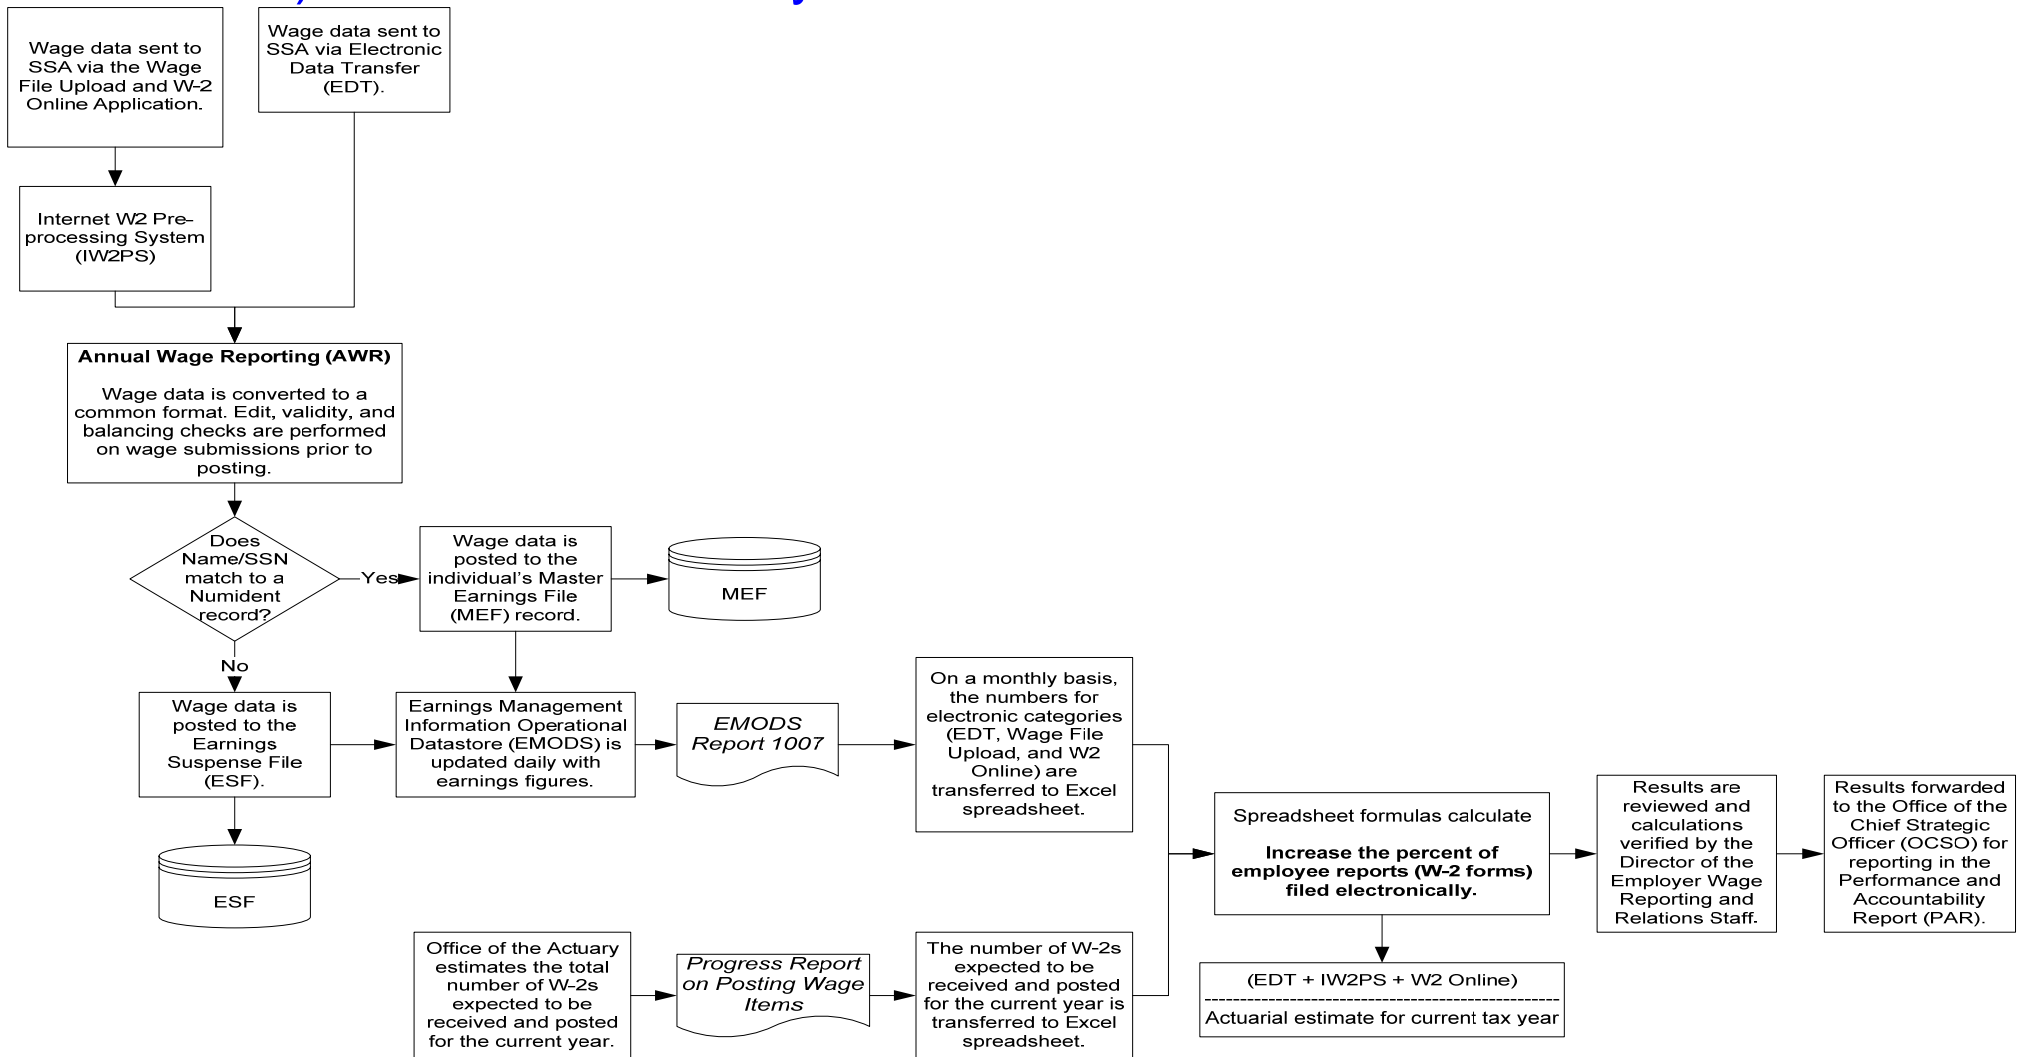 Wage data sent to
SSA via the Wage
File Upload and W-2
Online Application.
Wage data sent to
SSA via Electronic
Data Transfer
(EDT).
Internet W2 Pre-
processing System
(IW2PS)
Annual Wage Reporting (AWR)
Wage data is converted to a
common format. Edit, validity, and
balancing checks are performed
on wage submissions prior to
posting.
Does
Name/SSN
match to a
Numident
record?
Yes
Wage data is
posted to the
individual's Master
Earnings File
(MEF) record.
MEF
No
Wage data is
posted to the
Earnings
Suspense File
(ESF).
ESF
Earnings Management
Information Operational
Datastore (EMODS) is
updated daily with
earnings figures.
EMODS
Report 1007
On a monthly basis,
the numbers for
electronic categories
(EDT, Wage File
Upload, and W2
Online) are
transferred to Excel
spreadsheet.
Office of the Actuary
estimates the total
number of W-2s
expected to be
received and posted
for the current year.
Progress Report
on Posting Wage
Items
The number of W-2s
expected to be
received and posted
for the current year is
transferred to Excel
spreadsheet.
Spreadsheet formulas calculate
Increase the percent of
employee reports (W-2 forms)
filed electronically.
(EDT + IW2PS + W2 Online)
Actuarial estimate for current tax year
Results are
reviewed and
calculations
verified by the
Director of the
Employer Wage
Reporting and
Relations Staff.
Results forwarded
to the Office of the
Chief Strategic
Officer (OCSO) for
reporting in the
Performance and
Accountability
Report (PAR).